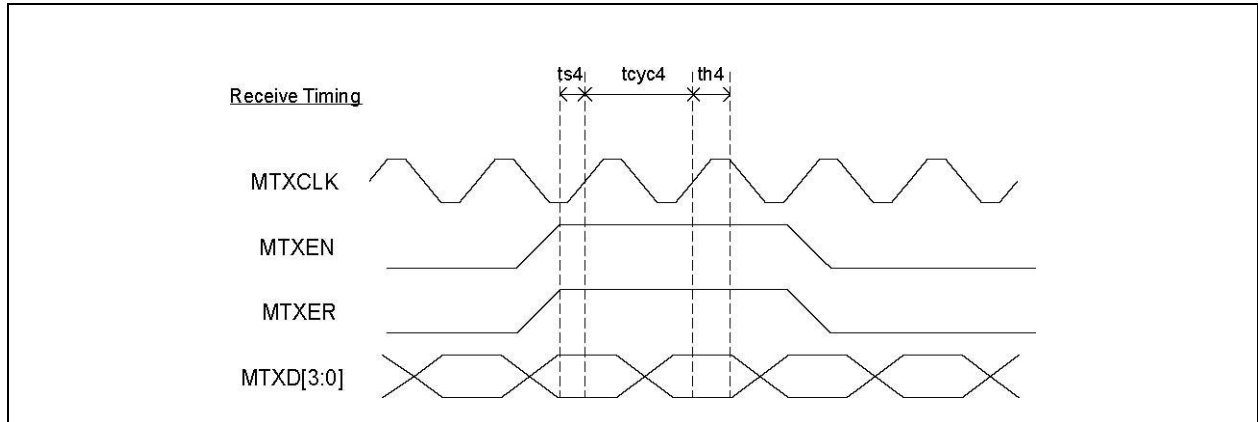 ts4 tcyc4 th4
Receive Timing
MTXCLK
MTXEN
MTXER
MTXD[3:0]